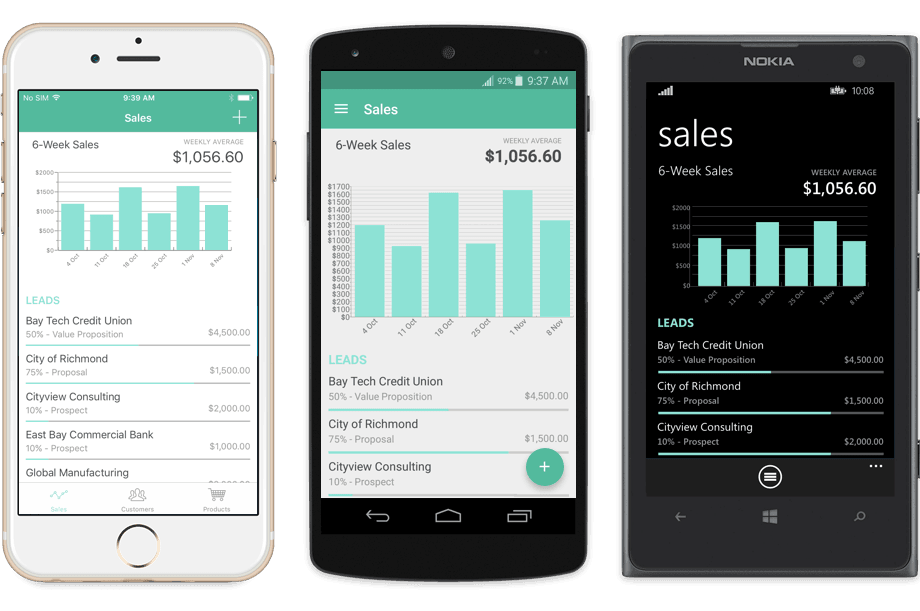 No SIM 9:39 AM
Sales
6-Week Sales
WEEKLY AVERAGE
$1,056.60
$2000
$1500
$1000
$500
$0
4 Oct 11 Oct 18 Oct 25 Oct 1 Nov 8 Nov
LEADS
Bay Tech Credit Union
50% - Value Proposition $4,500.00
City of Richmond
75% - Proposal $1,500.00
Cityview Consulting
10% - Prospect $2,000.00
East Bay Commercial Bank
10% - Prospect $1,000.00
Global Manufacturing
Sales Customers Products
92% 9:37 AM
Sales
6-Week Sales
WEEKLY AVERAGE
$1,056.60
$1700
$1600
$1500
$1400
$1300
$1200
$1100
$1000
$900
$800
$700
$600
$500
$400
$300
$200
$100
$0
4 Oct 11 Oct 18 Oct 25 Oct 1 Nov 8 Nov
LEADS
Bay Tech Credit Union
50% - Value Proposition $4,500.00
City of Richmond
75% - Proposal $1,500.00
Cityview Consulting
10% - Prospect
NOKIA
10:08
sales
6-Week Sales
WEEKLY AVERAGE
$1,056.60
$2000
$1500
$1000
$500
$0
4 Oct 11 Oct 18 Oct 25 Oct 1 Nov 8 Nov
LEADS
Bay Tech Credit Union
50% - Value Proposition $4,500.00
City of Richmond
75% - Proposal $1,500.00
Cityview Consulting
10% - Prospect $2,000.00